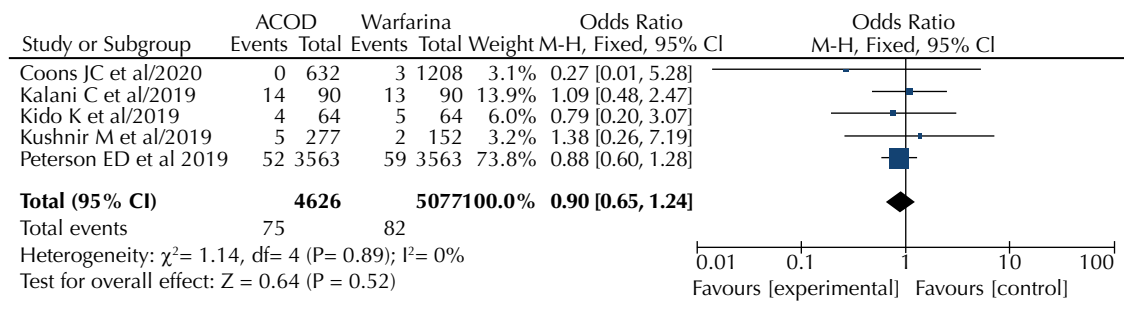 ACOD Warfarina Odds Ratio Odds Ratio
Study or Subgroup Events Total Events Total Weight M-H, Fixed, 95% Cl M-H, Fixed, 95% Cl
Coons JC et al/2020 0 632 3 1208 3.1% 0.27 [0.01, 5.28]
Kalani C et al/2019 14 90 13 90 13.9% 1.09 [0.48, 2.47]
Kido K et al/2019 4 64 5 64 6.0% 0.79 [0.20, 3.07]
Kushnir M et al/2019 5 277 2 152 3.2% 1.38 [0.26, 7.19]
Peterson ED et al 2019 52 3563 59 3563 73.8% 0.88 [0.60, 1.28]
Total (95% CI) 4626 5077100.0% 0.90 [0.65, 1.24]
Total events 75 82
Heterogeneity: χ²= 1.14, df= 4 (P= 0.89); I²= 0%
Test for overall effect: Z = 0.64 (P = 0.52)
0.01 0.1 1 10 100
Favours [experimental] Favours [control]